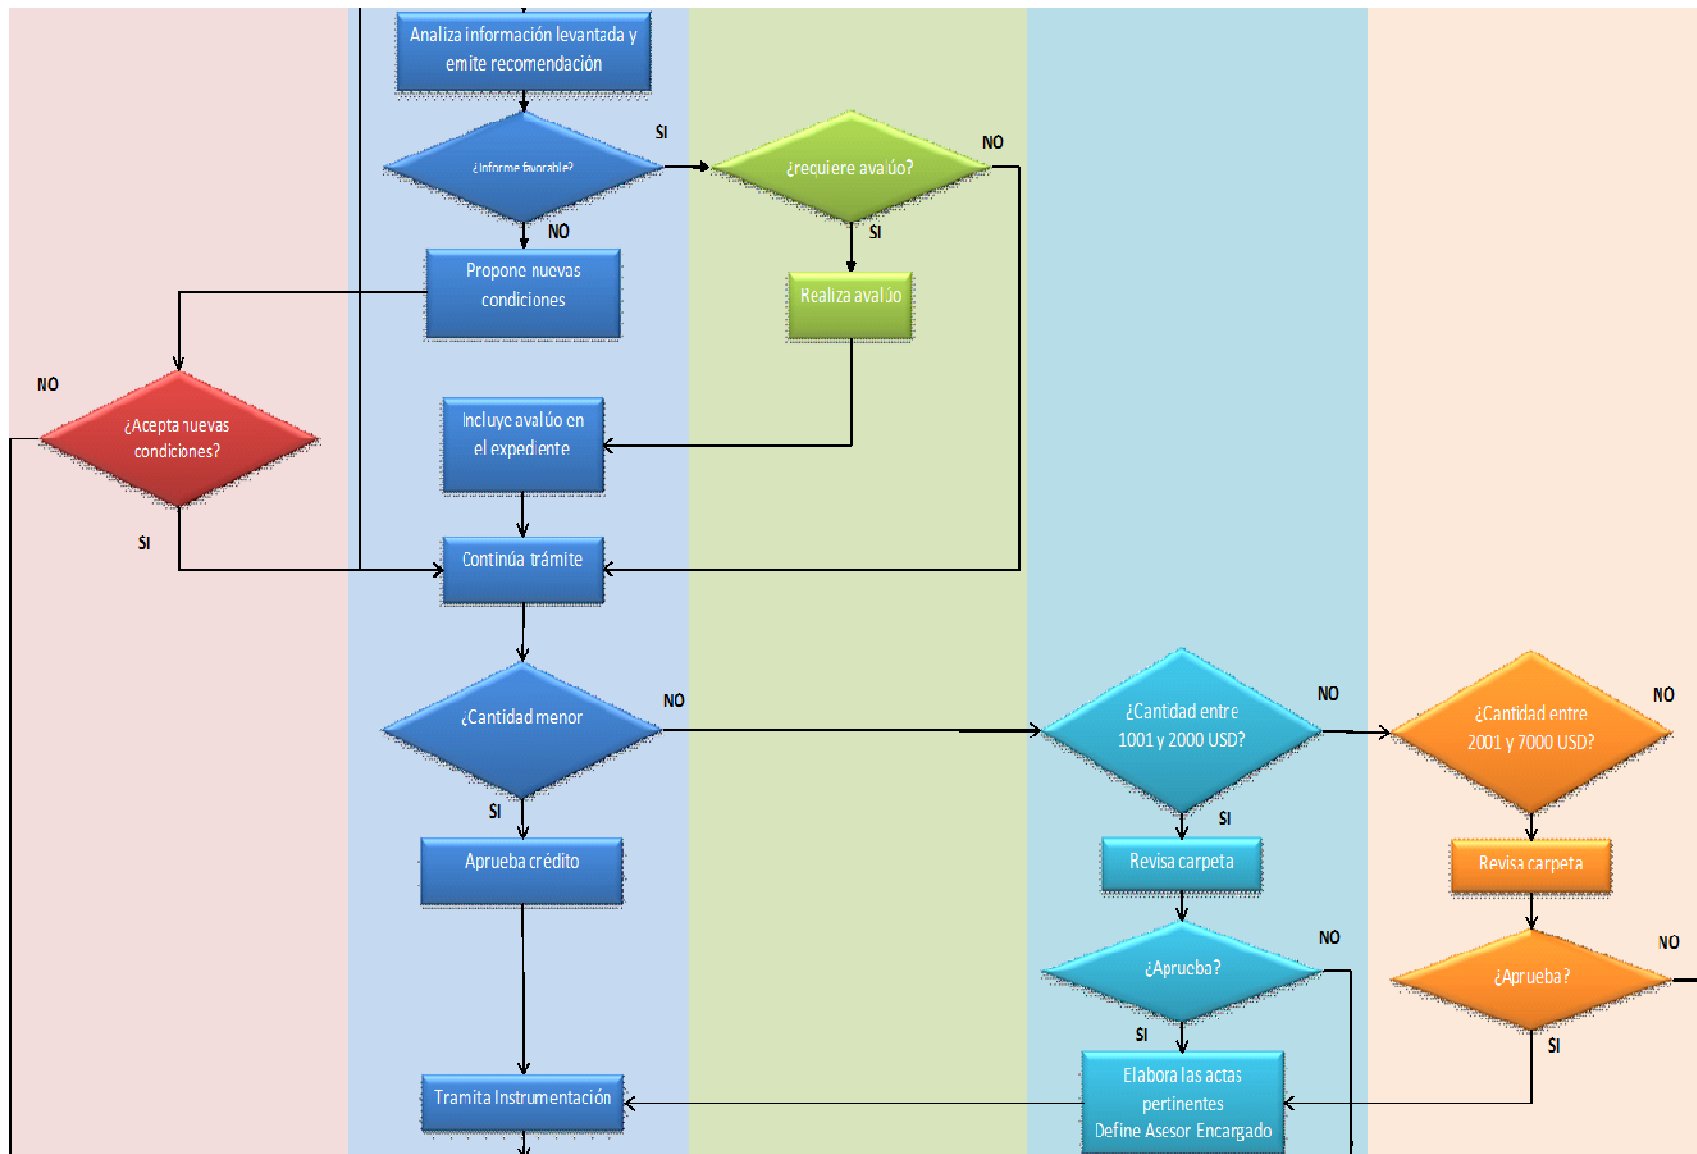 Analiza información levantada y
emite recomendación
¿Informe favorable?
SI
¿requiere avalúo?
NO
NO
SI
Propone nuevas
condiciones
Realiza avalúo
NO
¿Acepta nuevas
condiciones?
SI
Incluye avalúo en
el expediente
Continúa trámite
¿Cantidad menor
NO
¿Cantidad entre
1001 y 2000 USD?
NO
¿Cantidad entre
2001 y 7000 USD?
NO
SI
SI
Aprueba crédito
Revisa carpeta
Revisa carpeta
¿Aprueba?
NO
¿Aprueba?
NO
SI
SI
Tramita Instrumentación
Elabora las actas
pertinentes
Define Asesor Encargado